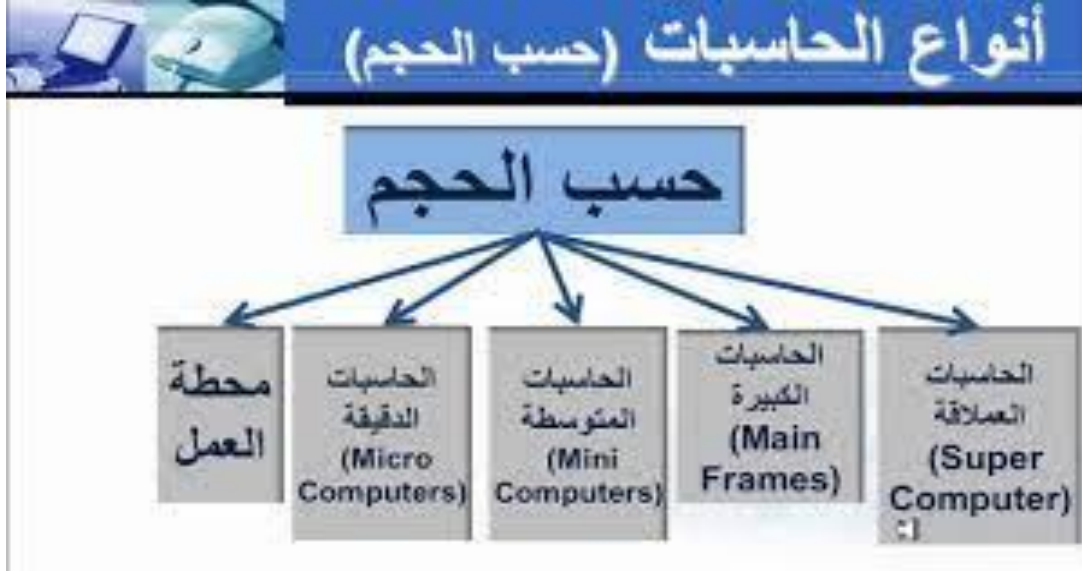 أنواع الحاسبات (حسب الحجم)
حسب الحجم
الحاسبات
العملاقة
(Super
Computer)
الحاسبات
الكبيرة
(Main
Frames)
الحاسبات
المتوسطة
(Mini
Computers)
الحاسبات
الدقيقة
(Micro
Computers)
محطة
العمل